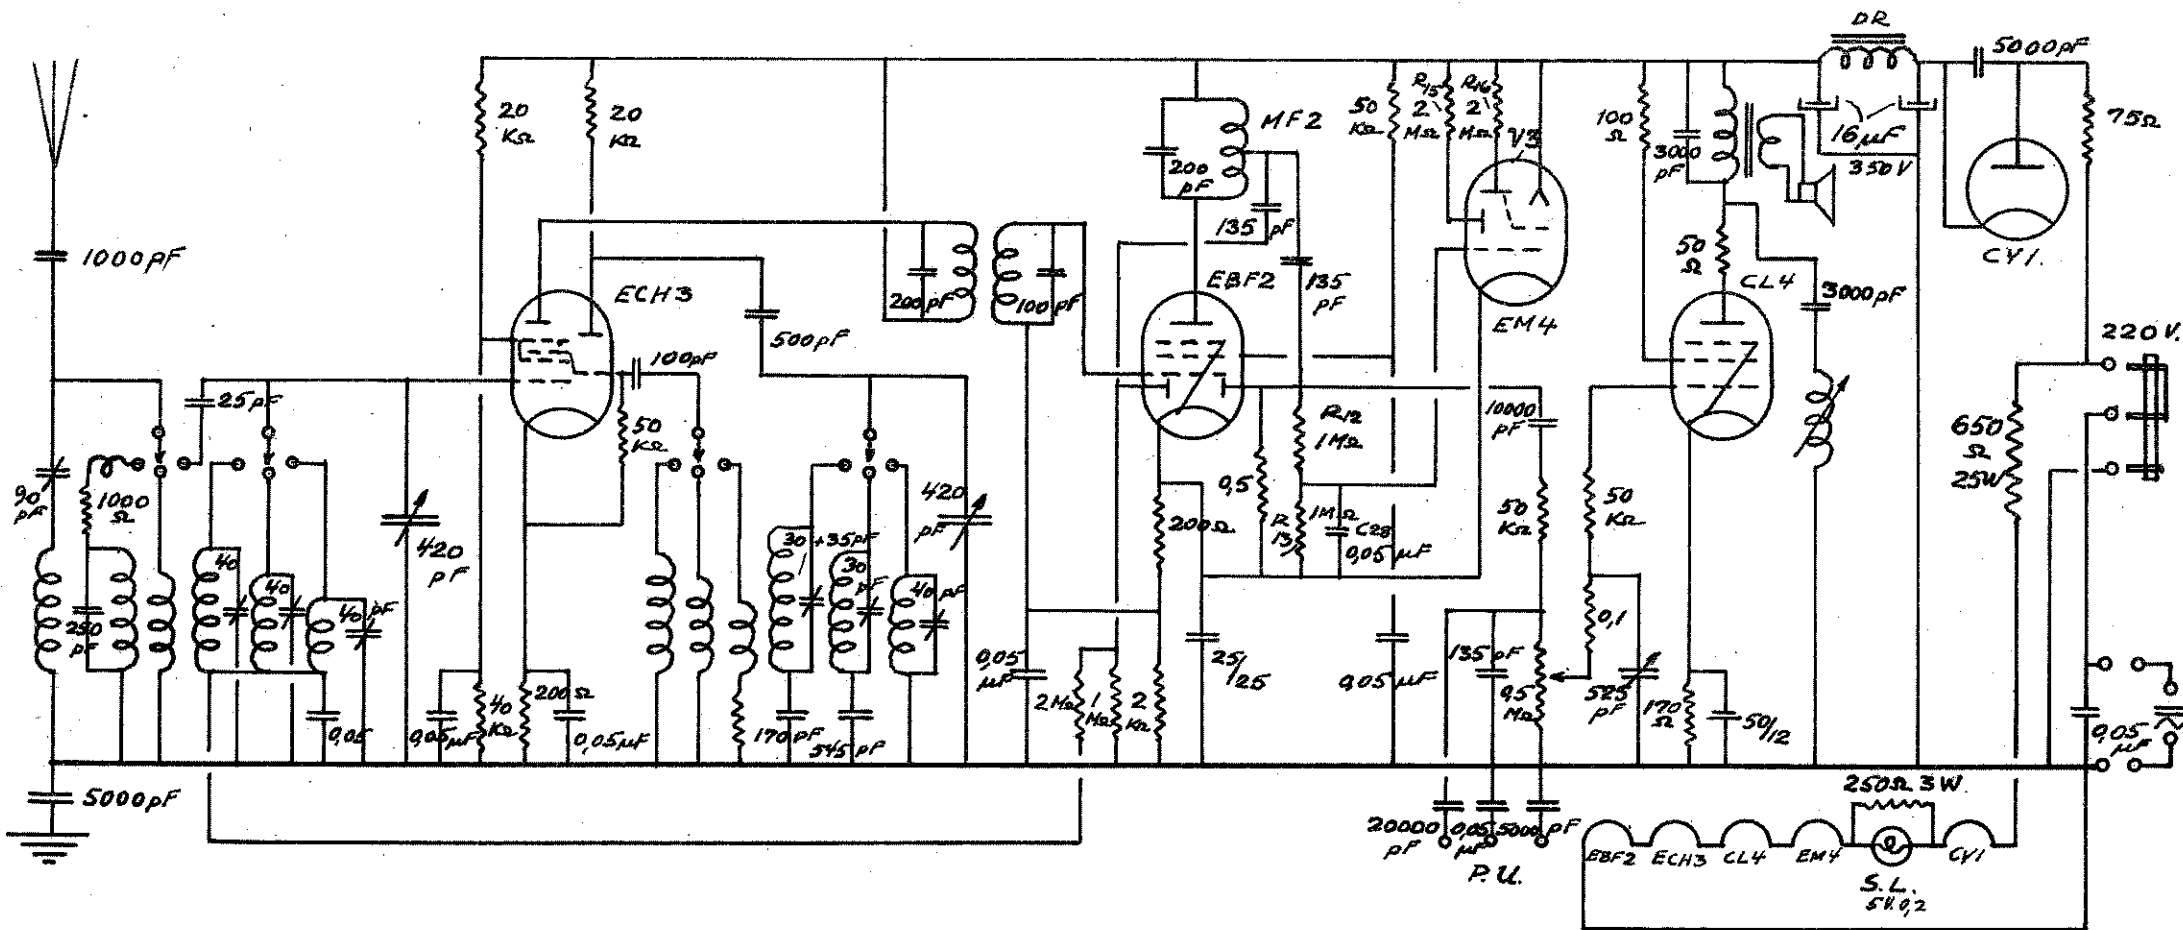 DR
5000pF
20
KΩ
20
KΩ
MF2
200
pF
50
KΩ
R15
2
MΩ
R16
2
MΩ
V3
100
Ω
3000
pF
16µF
350V
75Ω
1000pF
ECH3
200pF
100pF
135
pF
EBF2
135
pF
EM4
50
Ω
CL4
3000pF
CY1.
220V.
500pF
100pF
25pF
50
KΩ
R12
1MΩ
10000
pF
650
Ω
25W
90
pF
1000
Ω
420
pF
420
pF
0,5
200Ω
R
13
1MΩ
C28
0,05µF
50
KΩ
50
KΩ
250
pF
40
40
40
pF
30+35pF
30
pF
40pF
0,1
0,05
0,05µF
40
KΩ
200Ω
0,05µF
170pF
545pF
0,05
µF
2MΩ
1
MΩ
2
KΩ
25/25
0,05µF
135pF
0,5
MΩ
525
pF
170
Ω
50/12
0,05
µF
5000pF
20000
pF
0,05
µF
5000pF
P.U.
250Ω.3W.
EBF2
ECH3
CL4
EM4
CY1
S.L.
5V.0,2